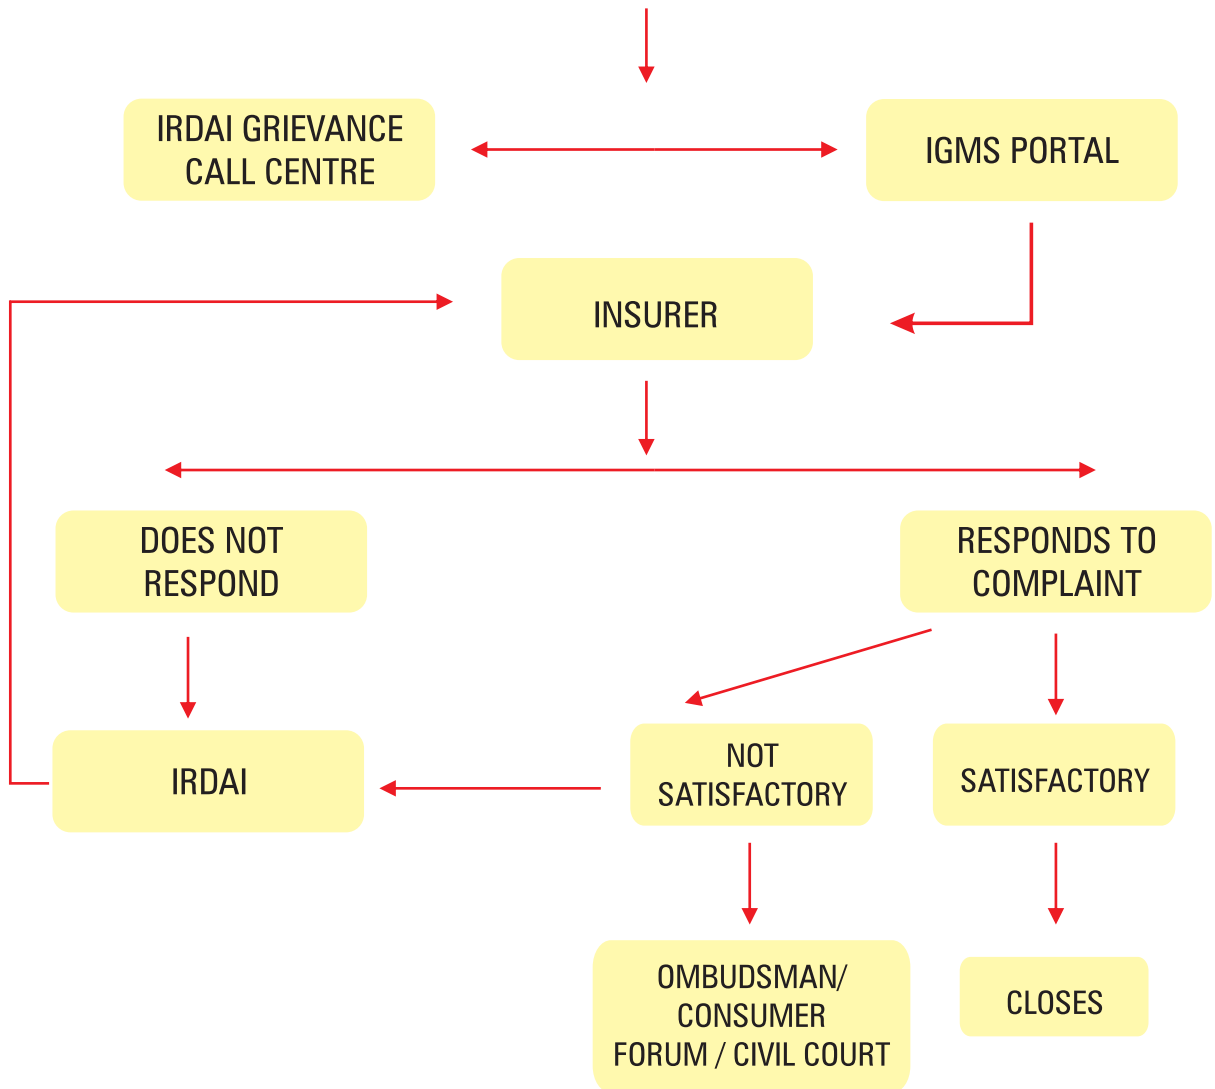 IRDAI GRIEVANCE
CALL CENTRE
IGMS PORTAL
INSURER
DOES NOT
RESPOND
RESPONDS TO
COMPLAINT
IRDAI
NOT
SATISFACTORY
SATISFACTORY
OMBUDSMAN/
CONSUMER
FORUM / CIVIL COURT
CLOSES